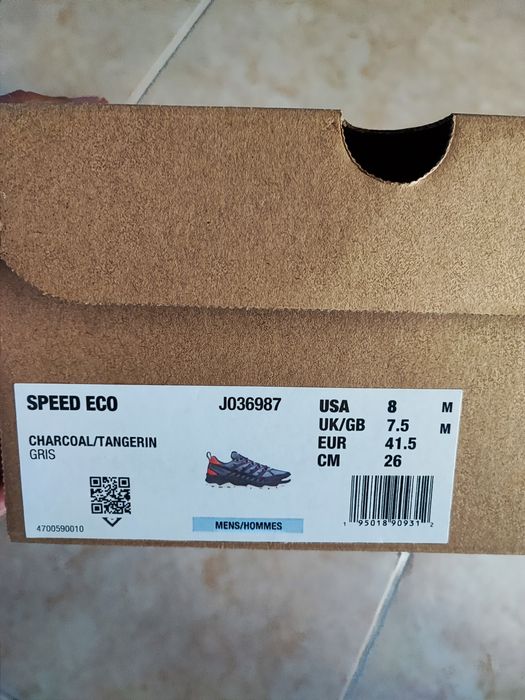 SPEED ECO
J036987
CHARCOAL/TANGERIN
GRIS
4700590010
MENS/HOMMES
USA 8 M
UK/GB 7.5 M
EUR 41.5
CM 26
1 95018 90931 2